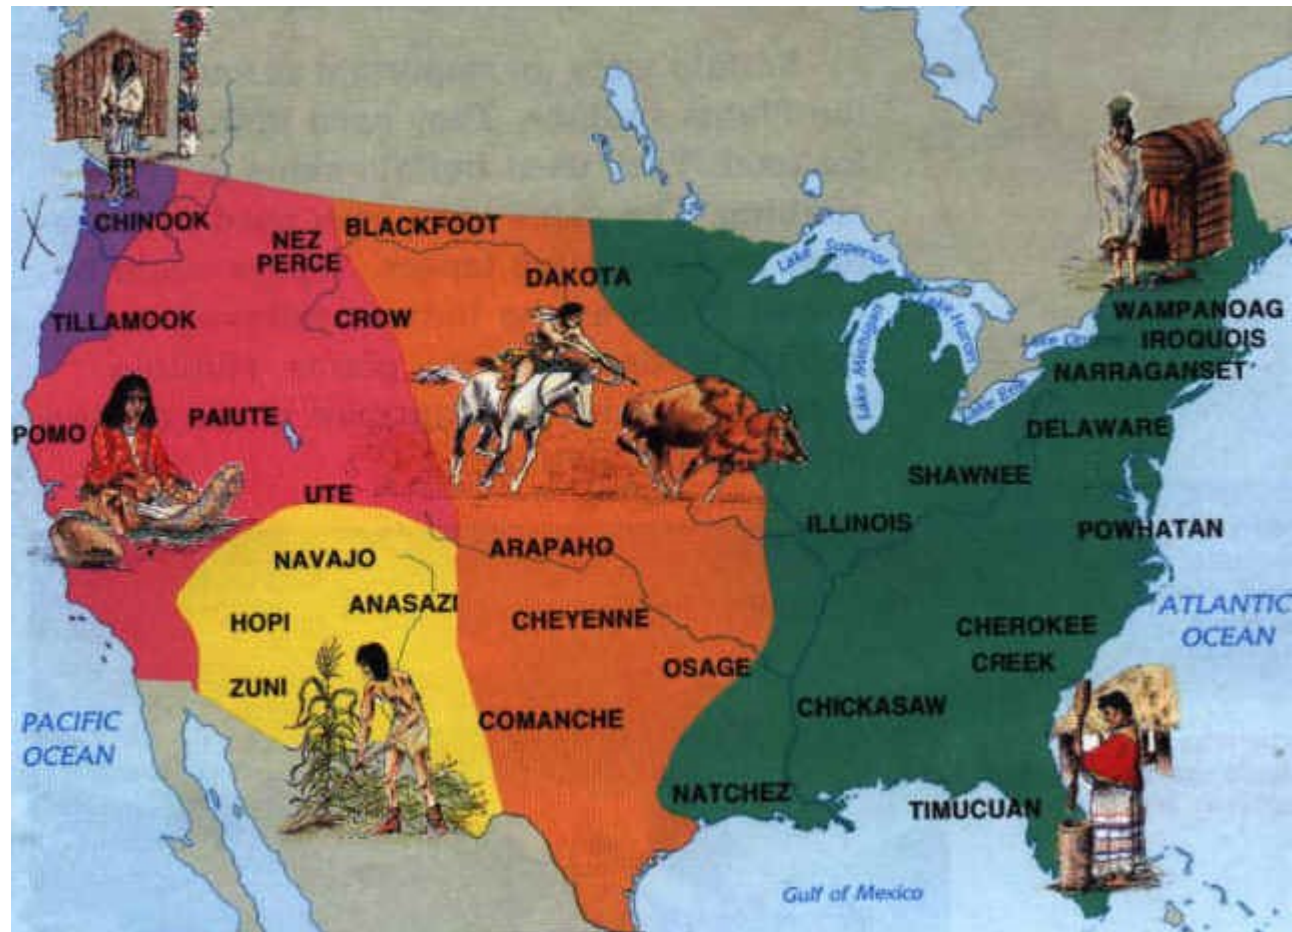 CHINOOK
NEZ
PERCE
BLACKFOOT
DAKOTA
Lake Superior
TILLAMOOK
CROW
Lake Michigan
Lake Huron
WAMPANOAG
IROQUOIS
NARRAGANSET
Lake Erie
POMO
PAIUTE
DELAWARE
SHAWNEE
UTE
ILLINOIS
POWHATAN
NAVAJO
ARAPAHO
ANASAZI
HOPI
CHEYENNE
ATLANTIC
OCEAN
CHEROKEE
CREEK
OSAGE
ZUNI
PACIFIC
OCEAN
COMANCHE
CHICKASAW
NATCHEZ
TIMUCUAN
Gulf of Mexico